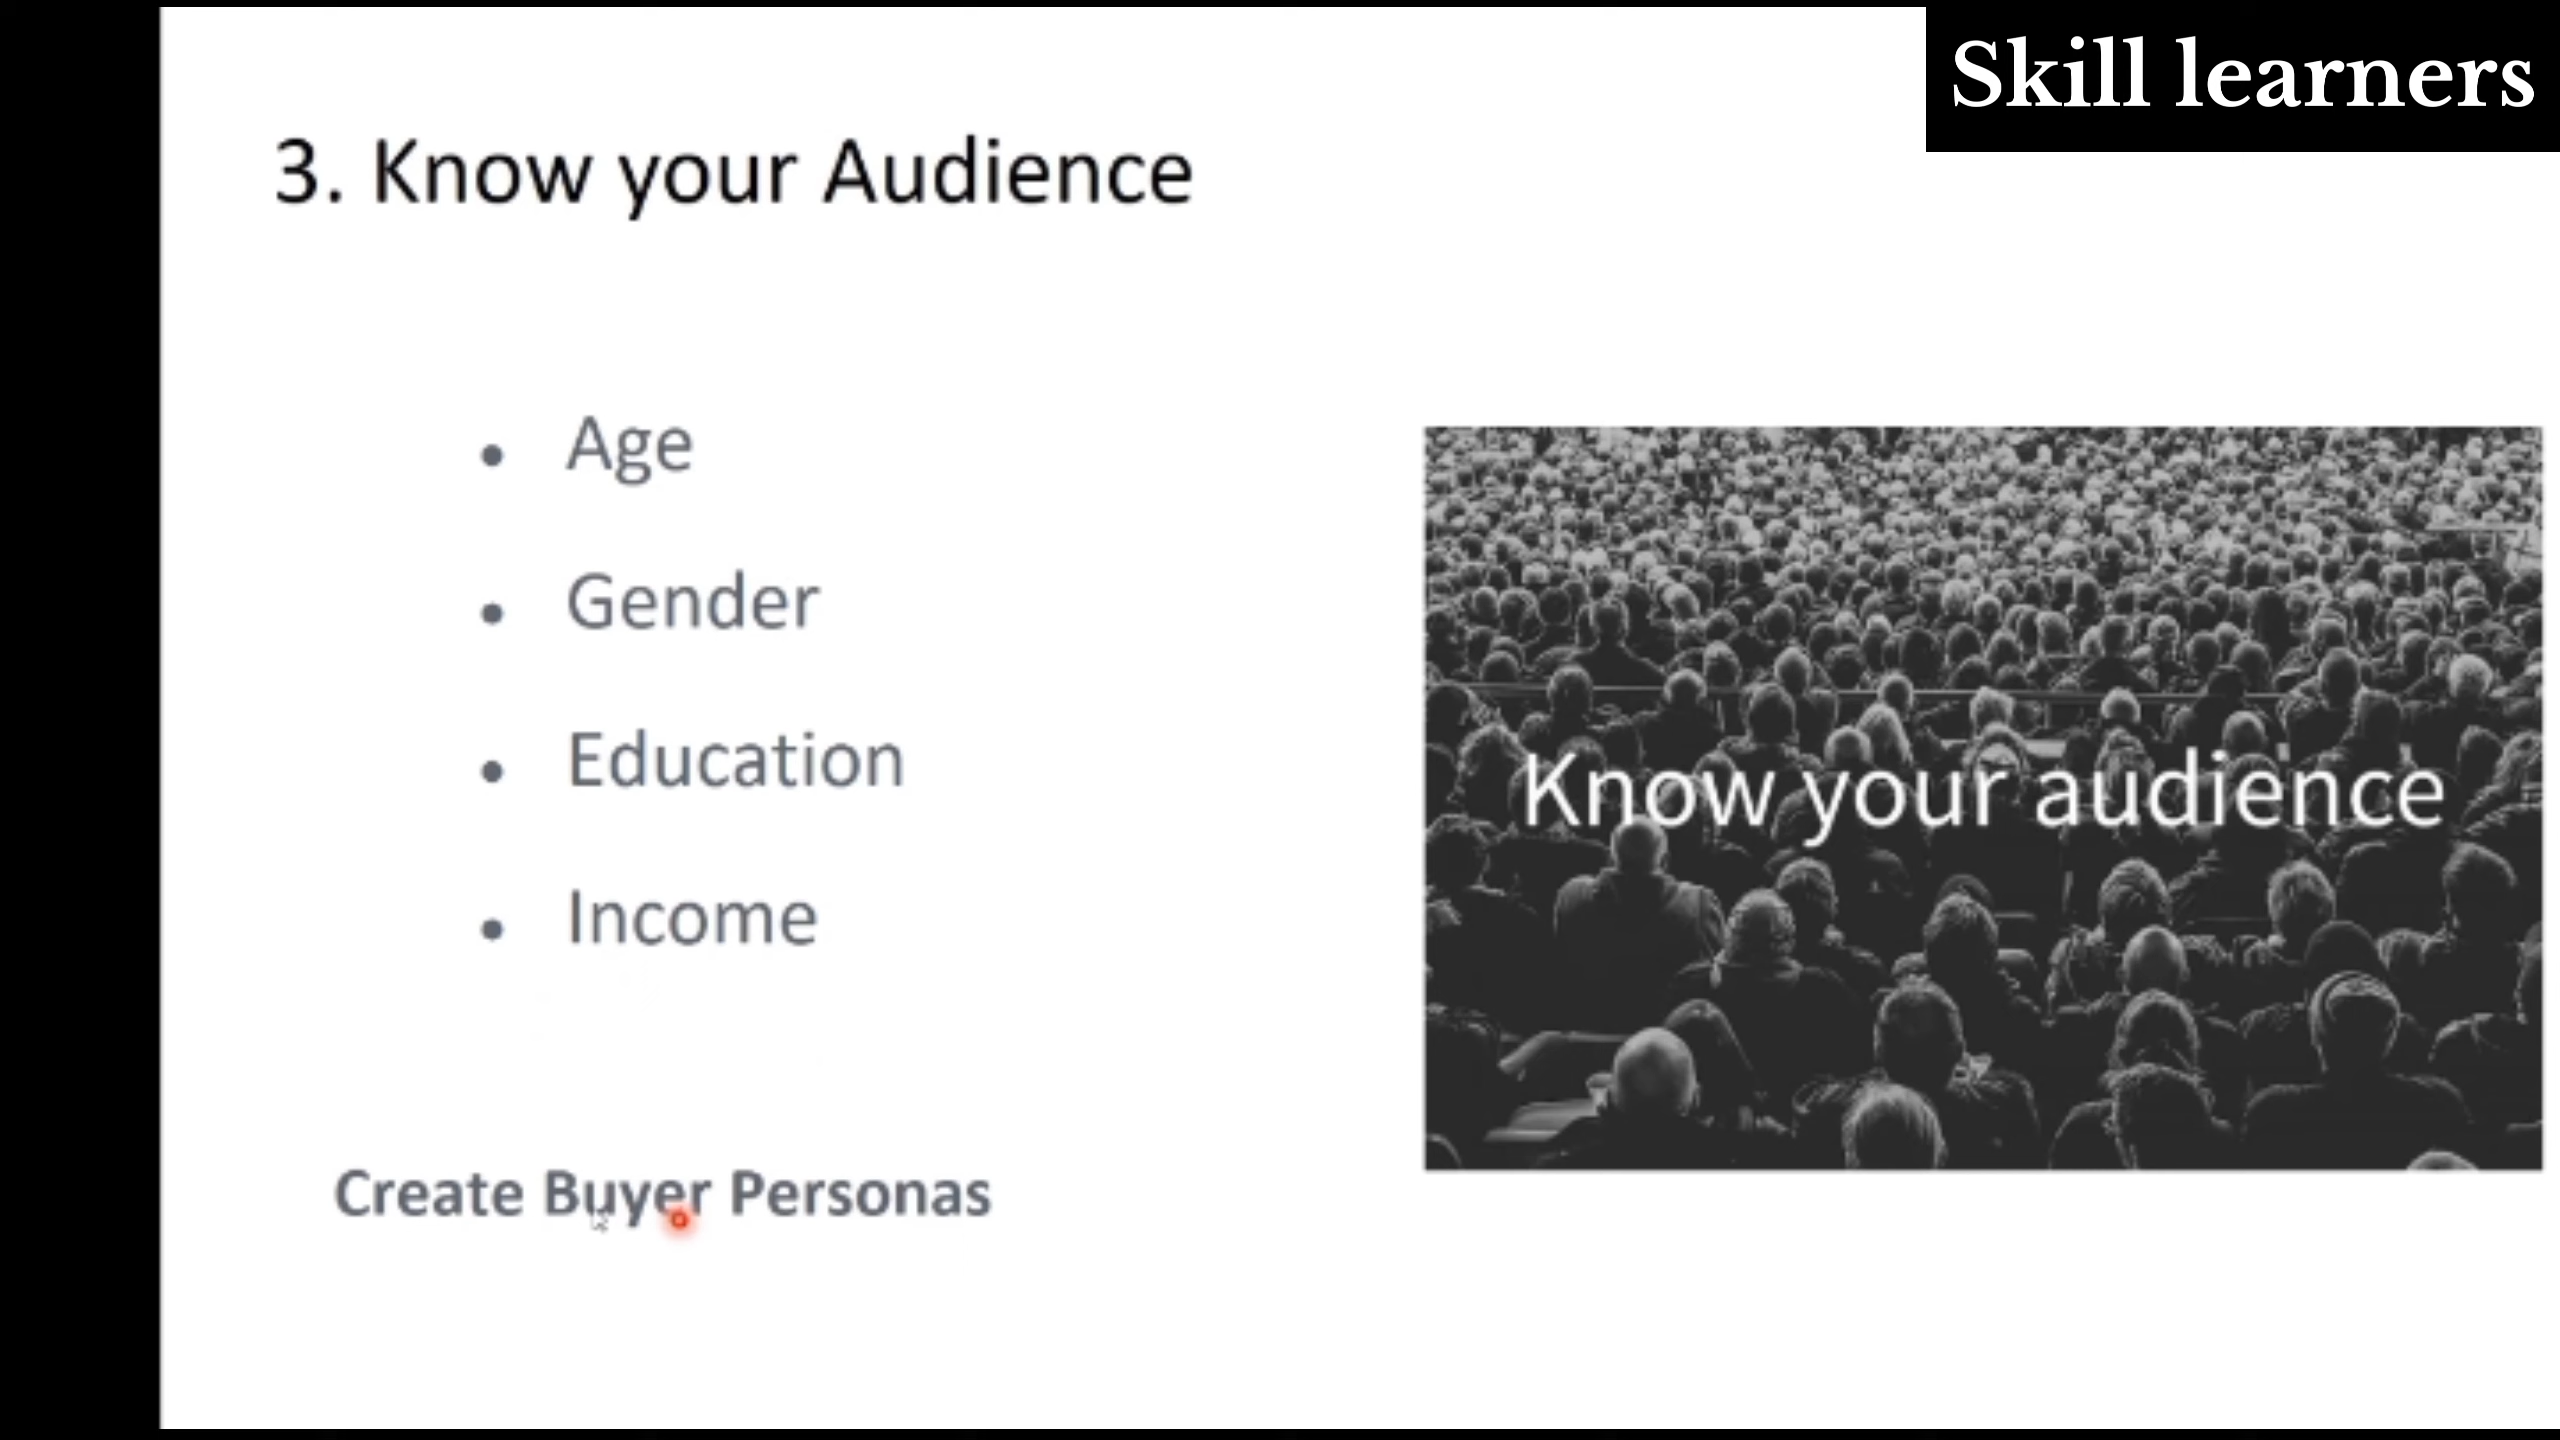 Skill learners
3. Know your Audience
• Age
• Gender
• Education
• Income
Know your audience
Create Buyer Personas